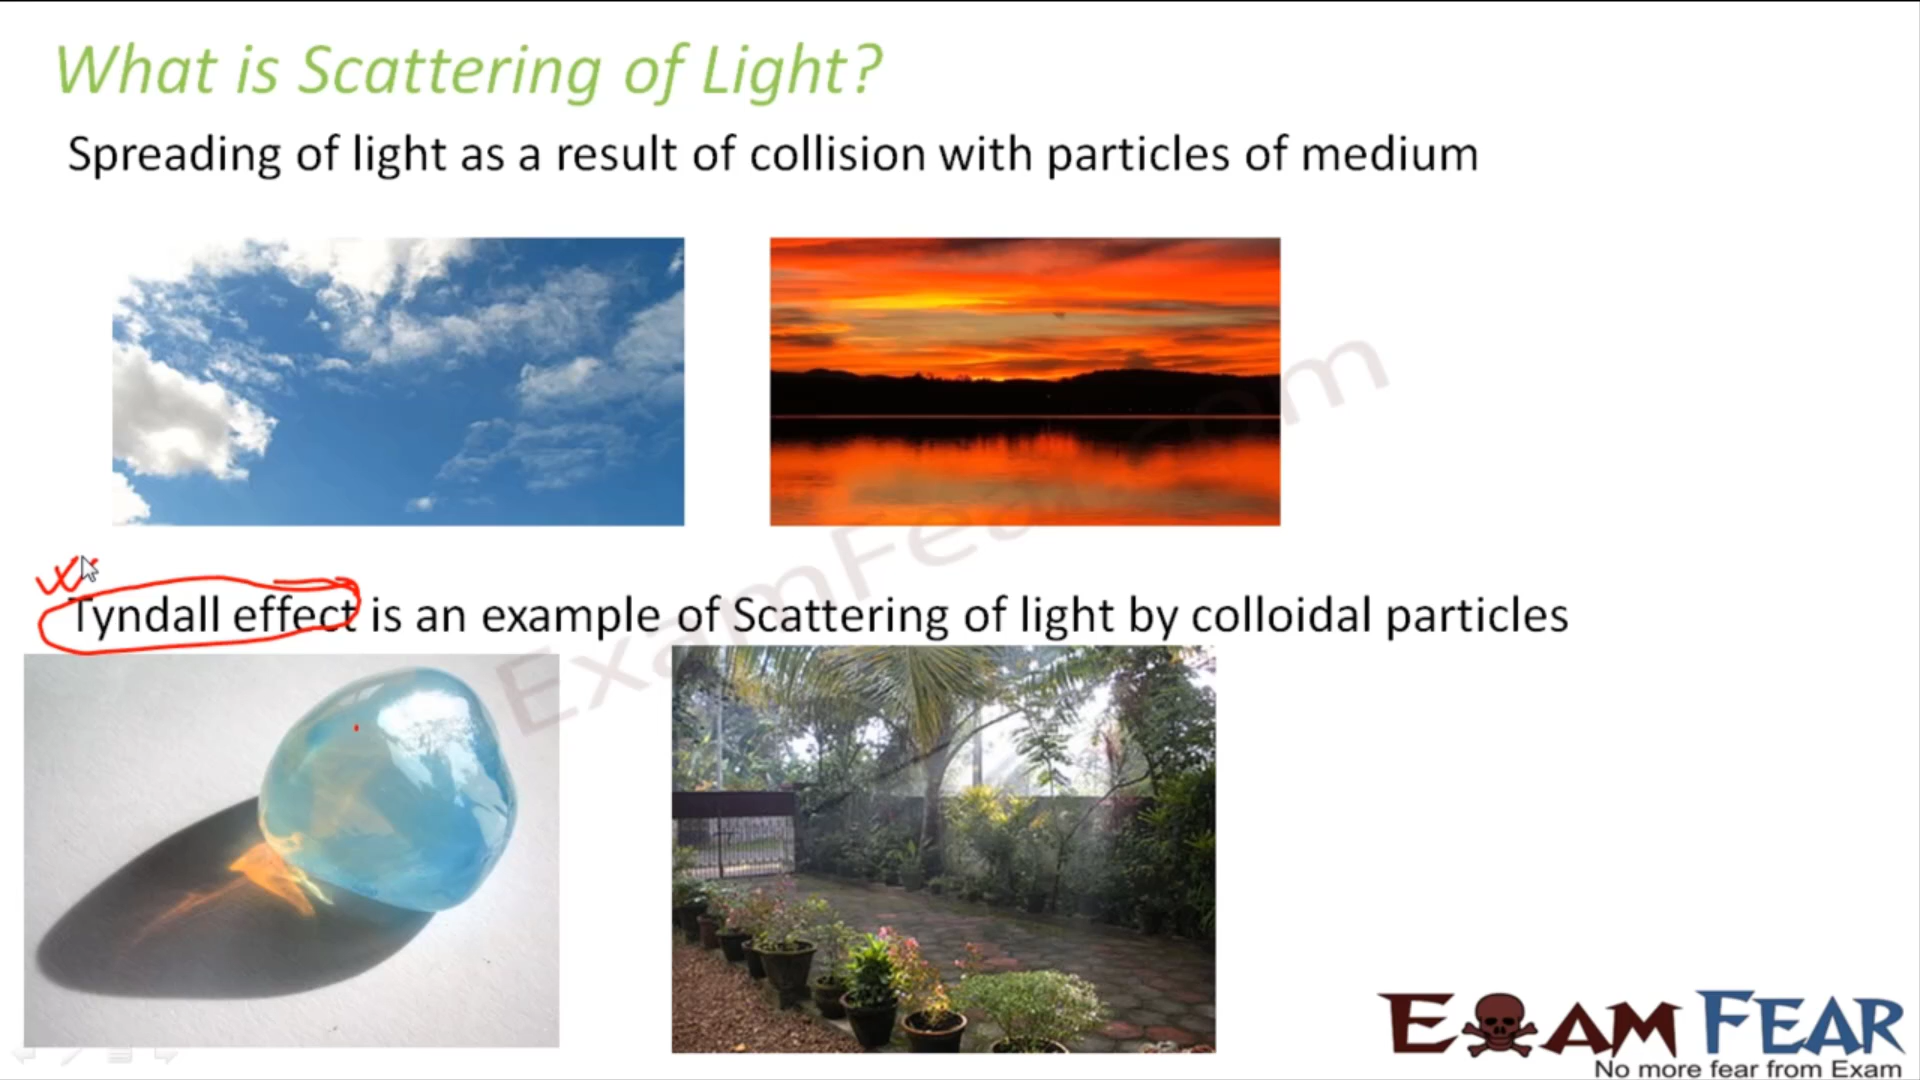 What is Scattering of Light?
Spreading of light as a result of collision with particles of medium
Tyndall effect is an example of Scattering of light by colloidal particles
ExamFear.com
EXAM FEAR
No more fear from Exam